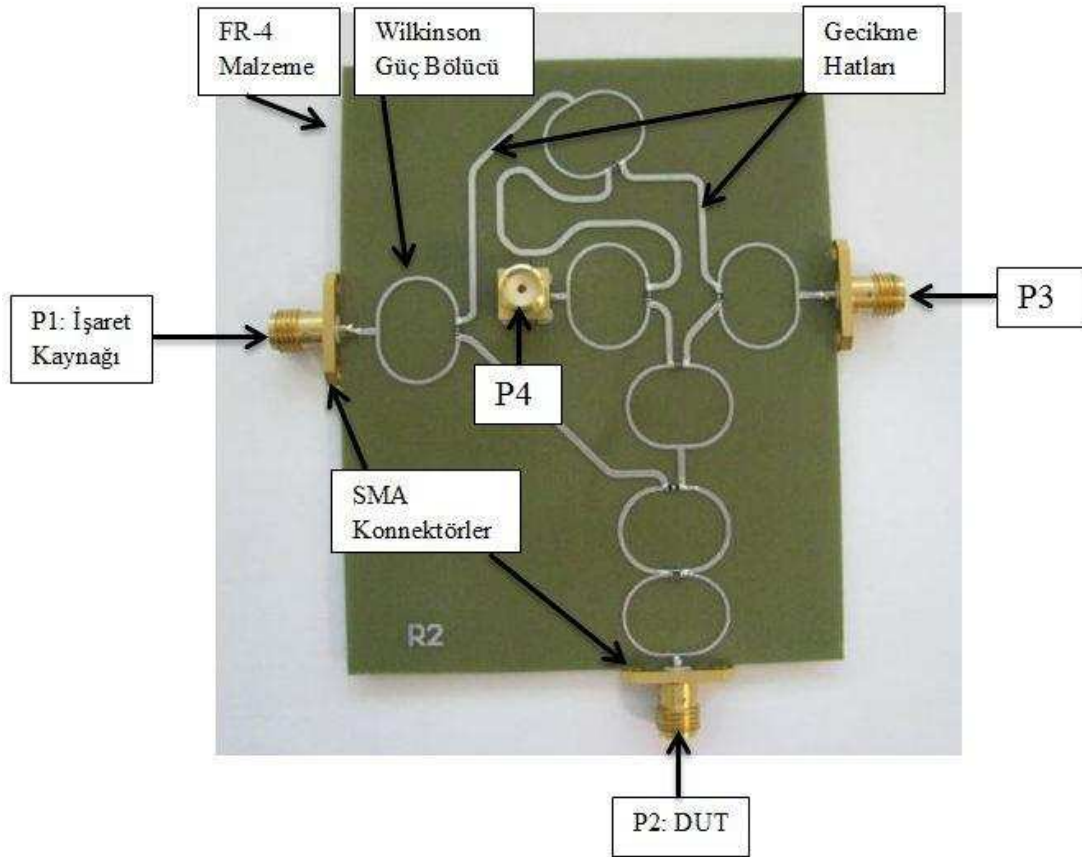 FR-4
Malzeme
Wilkinson
Güç Bölücü
Gecikme
Hatları
P1: İşaret
Kaynağı
P4
P3
SMA
Konnektörler
R2
P2: DUT